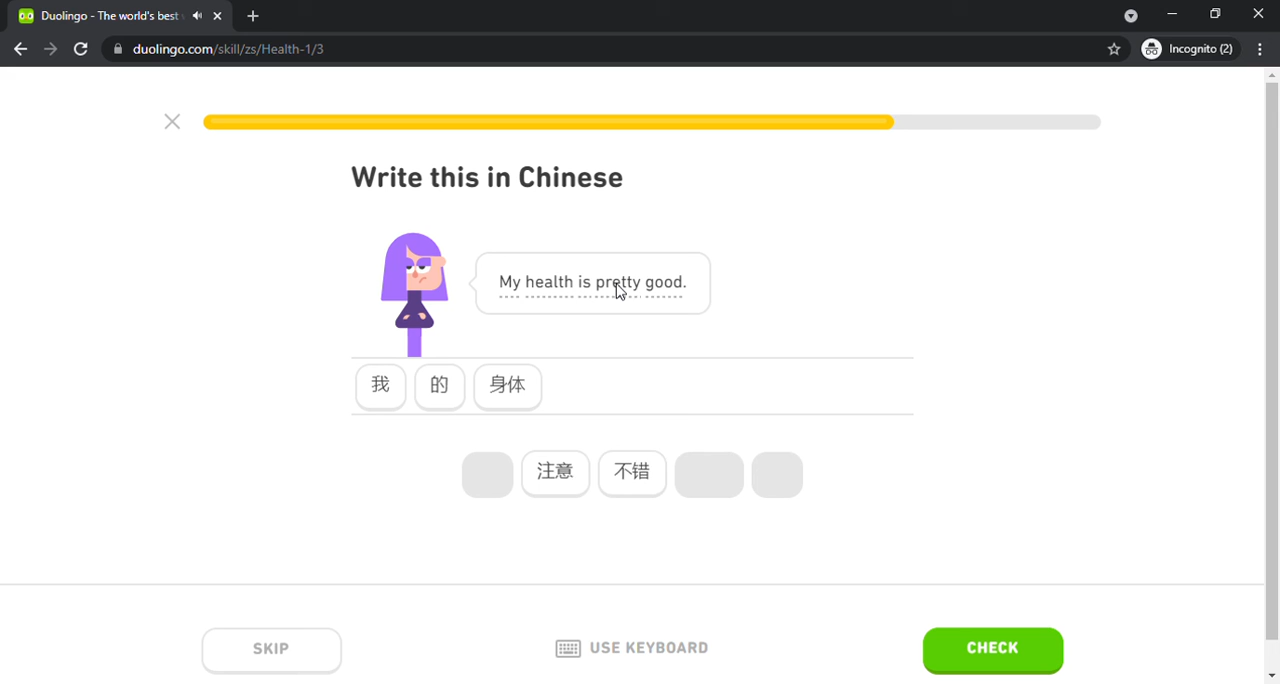 Duolingo - The world's best
duolingo.com/skill/zs/Health-1/3
Incognito (2)
Write this in Chinese
My health is pretty good.
我 的 身体
注意 不错
SKIP
USE KEYBOARD
CHECK